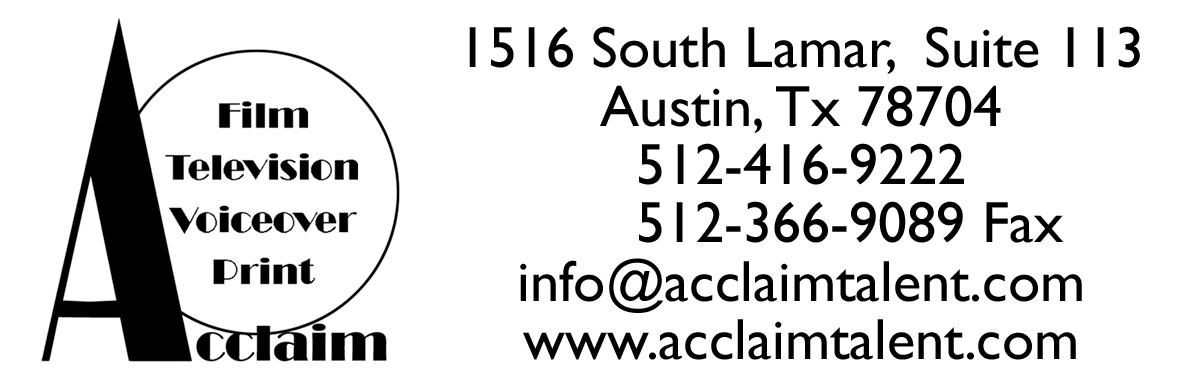 Film
Television
Voiceover
Print
Acclaim
1516 South Lamar, Suite 113
Austin, Tx 78704
512-416-9222
512-366-9089 Fax
info@acclaimtalent.com
www.acclaimtalent.com